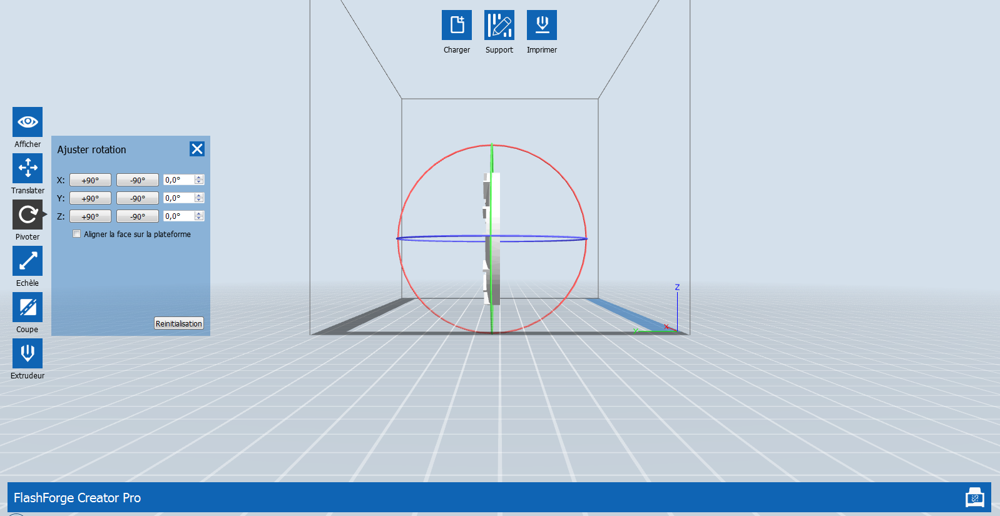 Charger
Support
Imprimer
Afficher
Translater
Pivoter
Echèle
Coupe
Extrudeur
Ajuster rotation
X: +90° -90° 0,0°
Y: +90° -90° 0,0°
Z: +90° -90° 0,0°
Aligner la face sur la plateforme
Reinitialisation
Z
X
Y
FlashForge Creator Pro